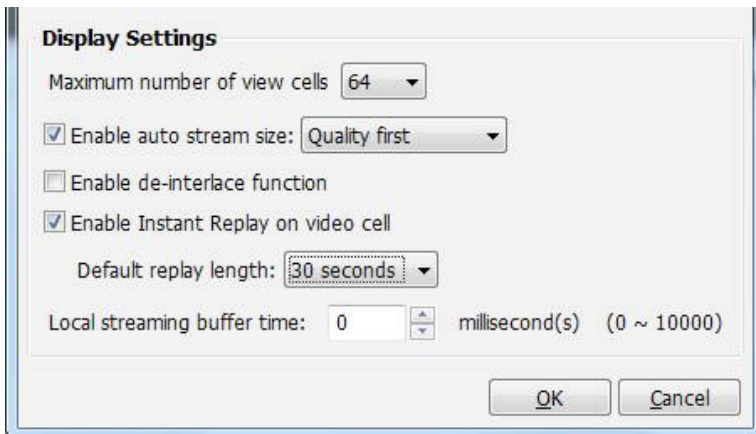 Display Settings
Maximum number of view cells 64
Enable auto stream size: Quality first
Enable de-interlace function
Enable Instant Replay on video cell
Default replay length: 30 seconds
Local streaming buffer time: 0 millisecond(s) (0 ~ 10000)
OK Cancel